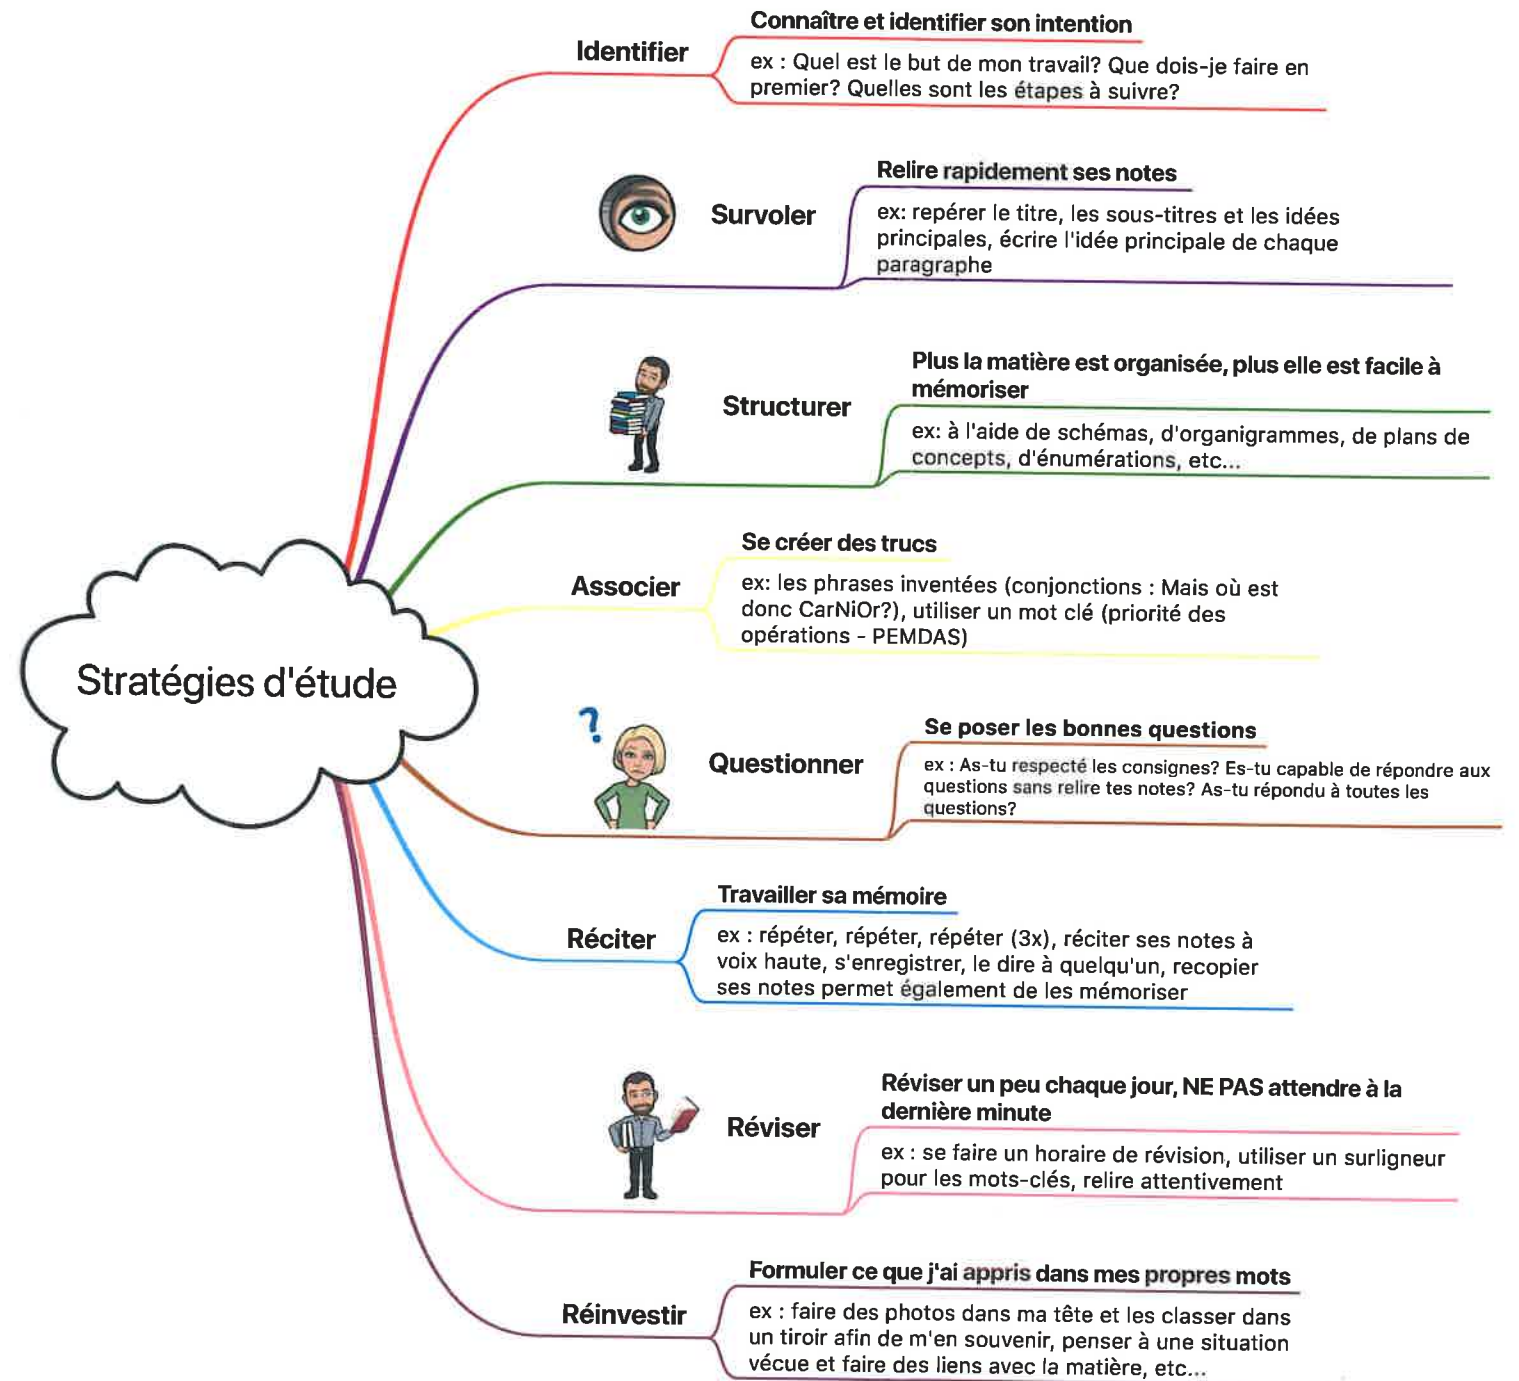 Connaître et identifier son intention
Identifier
ex : Quel est le but de mon travail? Que dois-je faire en
premier? Quelles sont les étapes à suivre?
Relire rapidement ses notes
Survoler
ex: repérer le titre, les sous-titres et les idées
principales, écrire l'idée principale de chaque
paragraphe
Plus la matière est organisée, plus elle est facile à
mémoriser
Structurer
ex: à l'aide de schémas, d'organigrammes, de plans de
concepts, d'énumérations, etc...
Se créer des trucs
Associer
ex: les phrases inventées (conjonctions : Mais où est
donc CarNiOr?), utiliser un mot clé (priorité des
opérations - PEMDAS)
Stratégies d'étude
?
Se poser les bonnes questions
Questionner
ex : As-tu respecté les consignes? Es-tu capable de répondre aux
questions sans relire tes notes? As-tu répondu à toutes les
questions?
Travailler sa mémoire
Réciter
ex : répéter, répéter, répéter (3x), réciter ses notes à
voix haute, s'enregistrer, le dire à quelqu'un, recopier
ses notes permet également de les mémoriser
Réviser un peu chaque jour, NE PAS attendre à la
dernière minute
Réviser
ex : se faire un horaire de révision, utiliser un surligneur
pour les mots-clés, relire attentivement
Formuler ce que j'ai appris dans mes propres mots
Réinvestir
ex : faire des photos dans ma tête et les classer dans
un tiroir afin de m'en souvenir, penser à une situation
vécue et faire des liens avec la matière, etc...